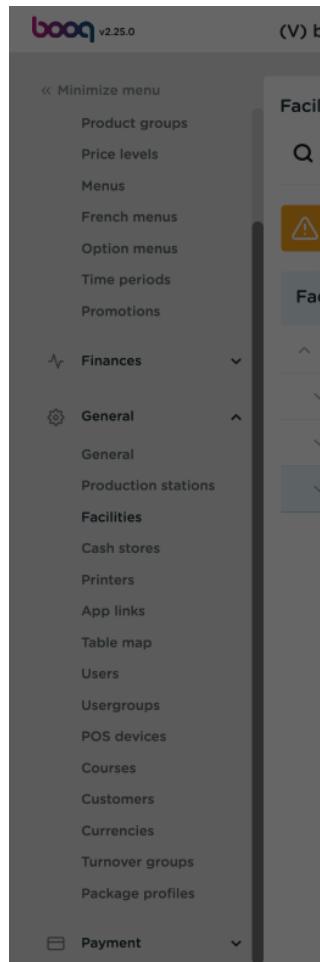 booq v2.25.0
(V) b
« Minimize menu
Facil
Product groups
Price levels
Menus
French menus
Option menus
Time periods
Fac
Promotions
Finances
General
General
Production stations
Facilities
Cash stores
Printers
App links
Table map
Users
Usergroups
POS devices
Courses
Customers
Currencies
Turnover groups
Package profiles
Payment